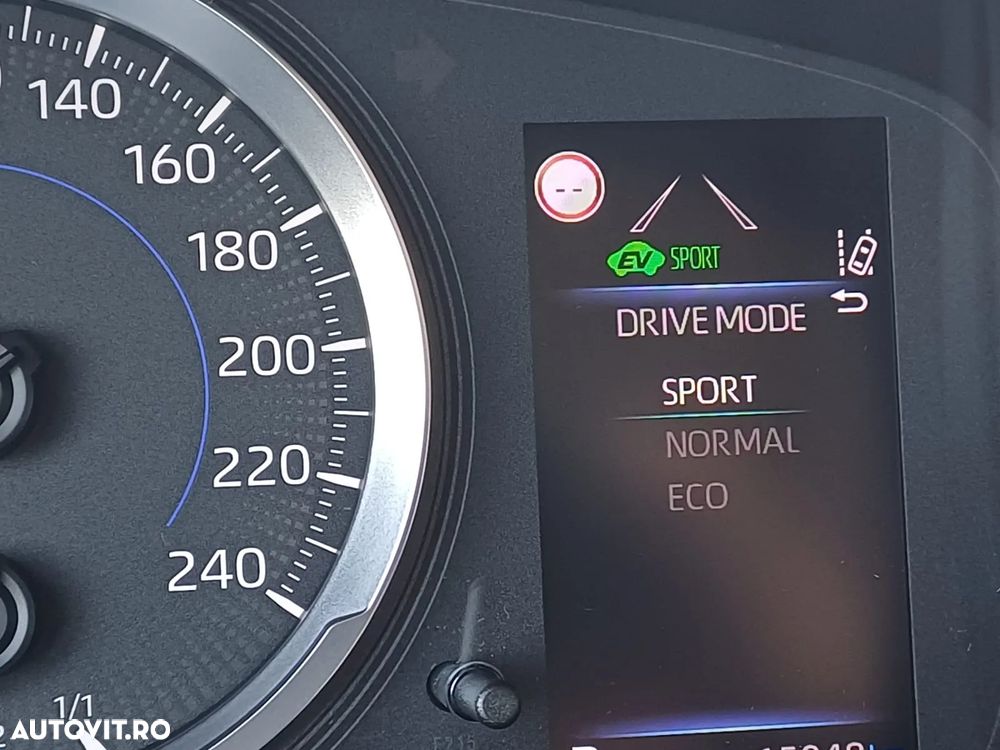 140
160
180
200
220
240
1/1
--
EV SPORT
DRIVE MODE
SPORT
NORMAL
ECO
AUTOVIT.RO